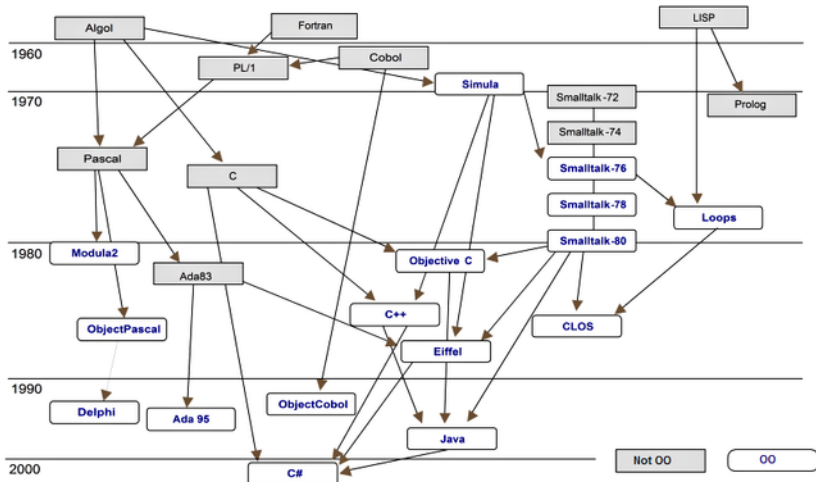 Algol
Fortran
LISP
1960
PL/1
Cobol
Simula
1970
Smalltalk-72
Prolog
Smalltalk-74
Pascal
C
Smalltalk-76
Smalltalk-78
Loops
1980
Modula2
Objective C
Smalltalk-80
Ada83
C++
ObjectPascal
CLOS
Eiffel
1990
Delphi
Ada 95
ObjectCobol
Java
2000
C#
Not OO
OO